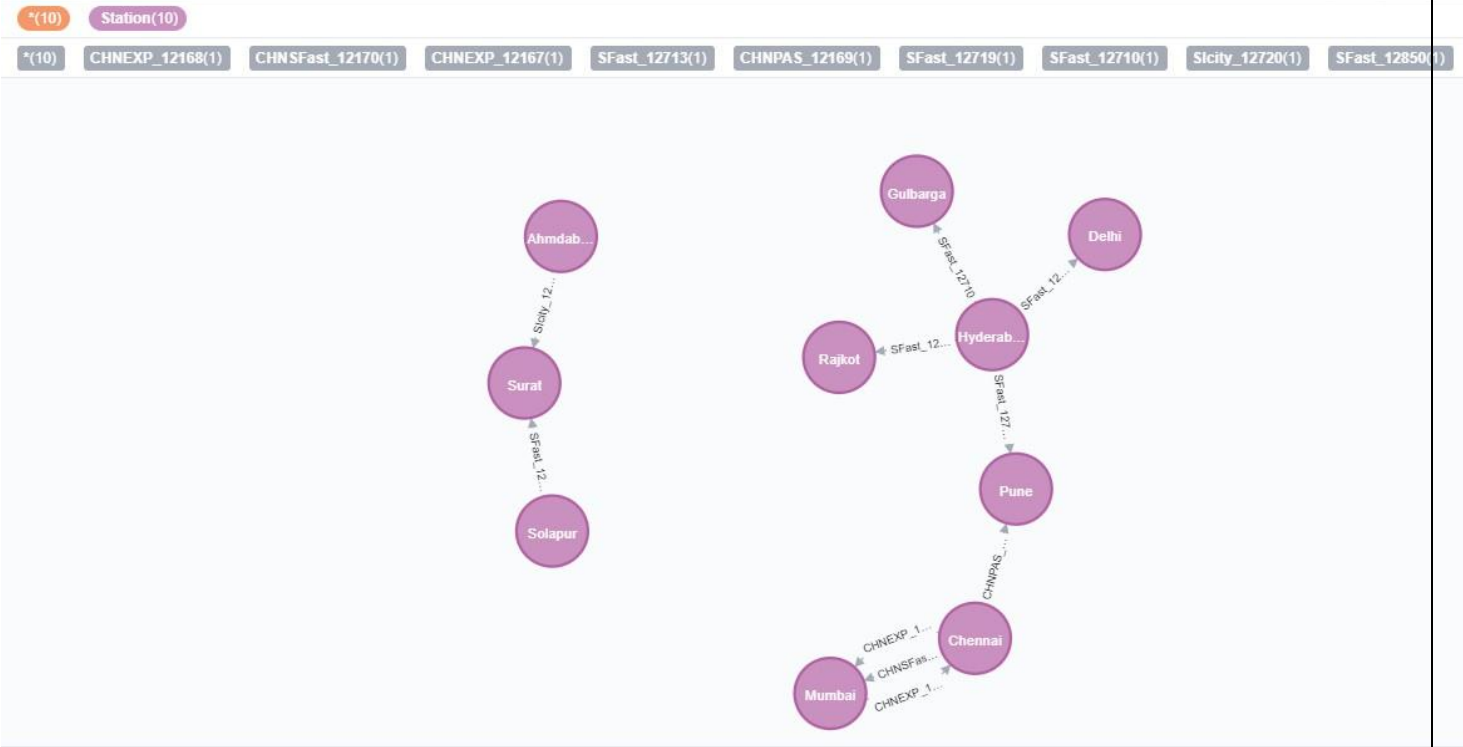 *(10) Station(10)
*(10) CHNEXP_12168(1) CHNSFast_12170(1) CHNEXP_12167(1) SFast_12713(1) CHNPAS_12169(1) SFast_12719(1) SFast_12710(1) SIcity_12720(1) SFast_12850(1)
Gulbarga
Ahmdab...
Delhi
SFast_12710
SFast_12...
SIcity_12...
Hyderab...
SFast_12...
Rajkot
Surat
SFast_127...
SFast_12...
Pune
Solapur
CHNPAS_...
CHNEXP_1...
Chennai
CHNSFas...
Mumbai
CHNEXP_1...